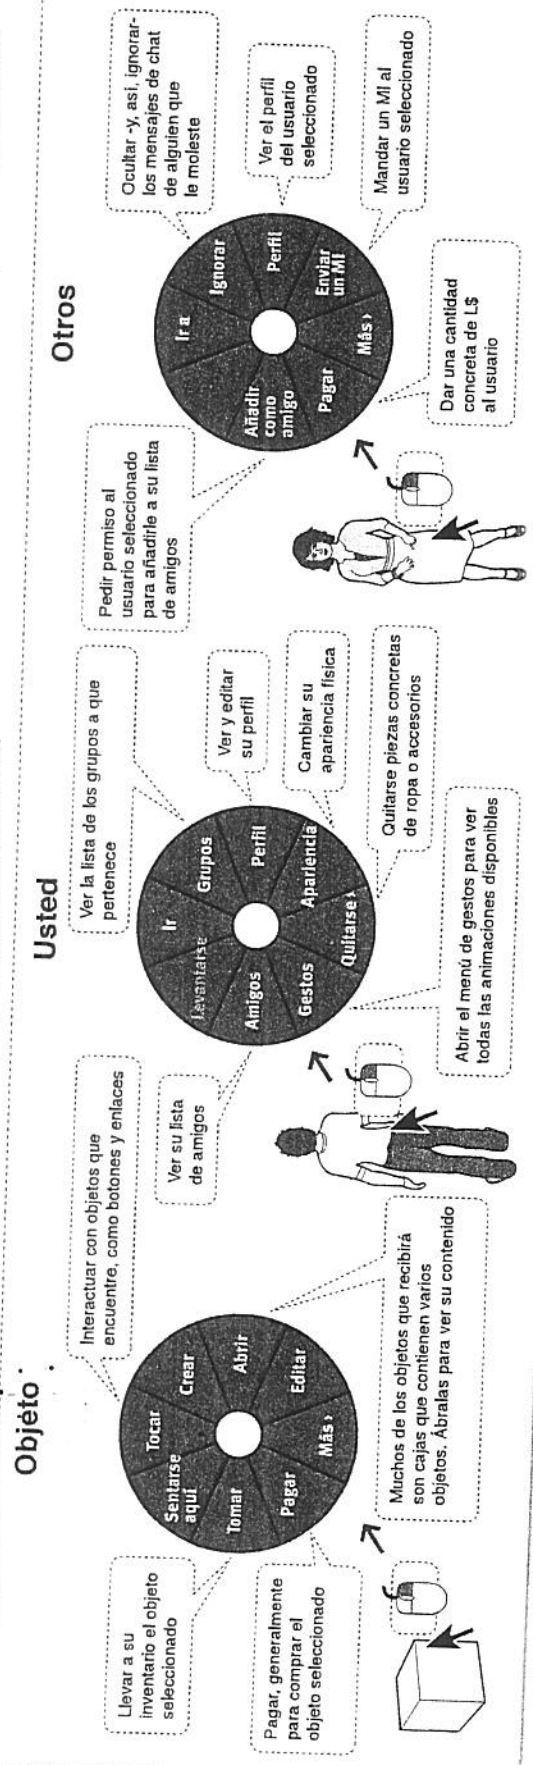 Objeto
Llevar a su
inventario el objeto
seleccionado
Interactuar con objetos que
encuentre, como botones y enlaces
Tocar
Crear
Abrir
Editar
Más ›
Pagar
Tomar
Sentarse
aquí
Pagar, generalmente
para comprar el
objeto seleccionado
Muchos de los objetos que recibirá
son cajas que contienen varios
objetos. Ábralas para ver su contenido
Usted
Ver su lista
de amigos
Ver la lista de los grupos a que
pertenece
Ver y editar
su perfil
Cambiar su
apariencia física
Quitarse piezas concretas
de ropa o accesorios
Abrir el menú de gestos para ver
todas las animaciones disponibles
Ir
Grupos
Perfil
Apariencia
Quitarse ›
Gestos
Amigos
Levantarse
Otros
Pedir permiso al
usuario seleccionado
para añadirle a su lista
de amigos
Ocultar -y, así, ignorar-
los mensajes de chat
de alguien que
le moleste
Ver el perfil
del usuario
seleccionado
Mandar un MI al
usuario seleccionado
Dar una cantidad
concreta de L$
al usuario
Ir a
Ignorar
Perfil
Enviar
un MI
Más ›
Pagar
Añadir
como
amigo